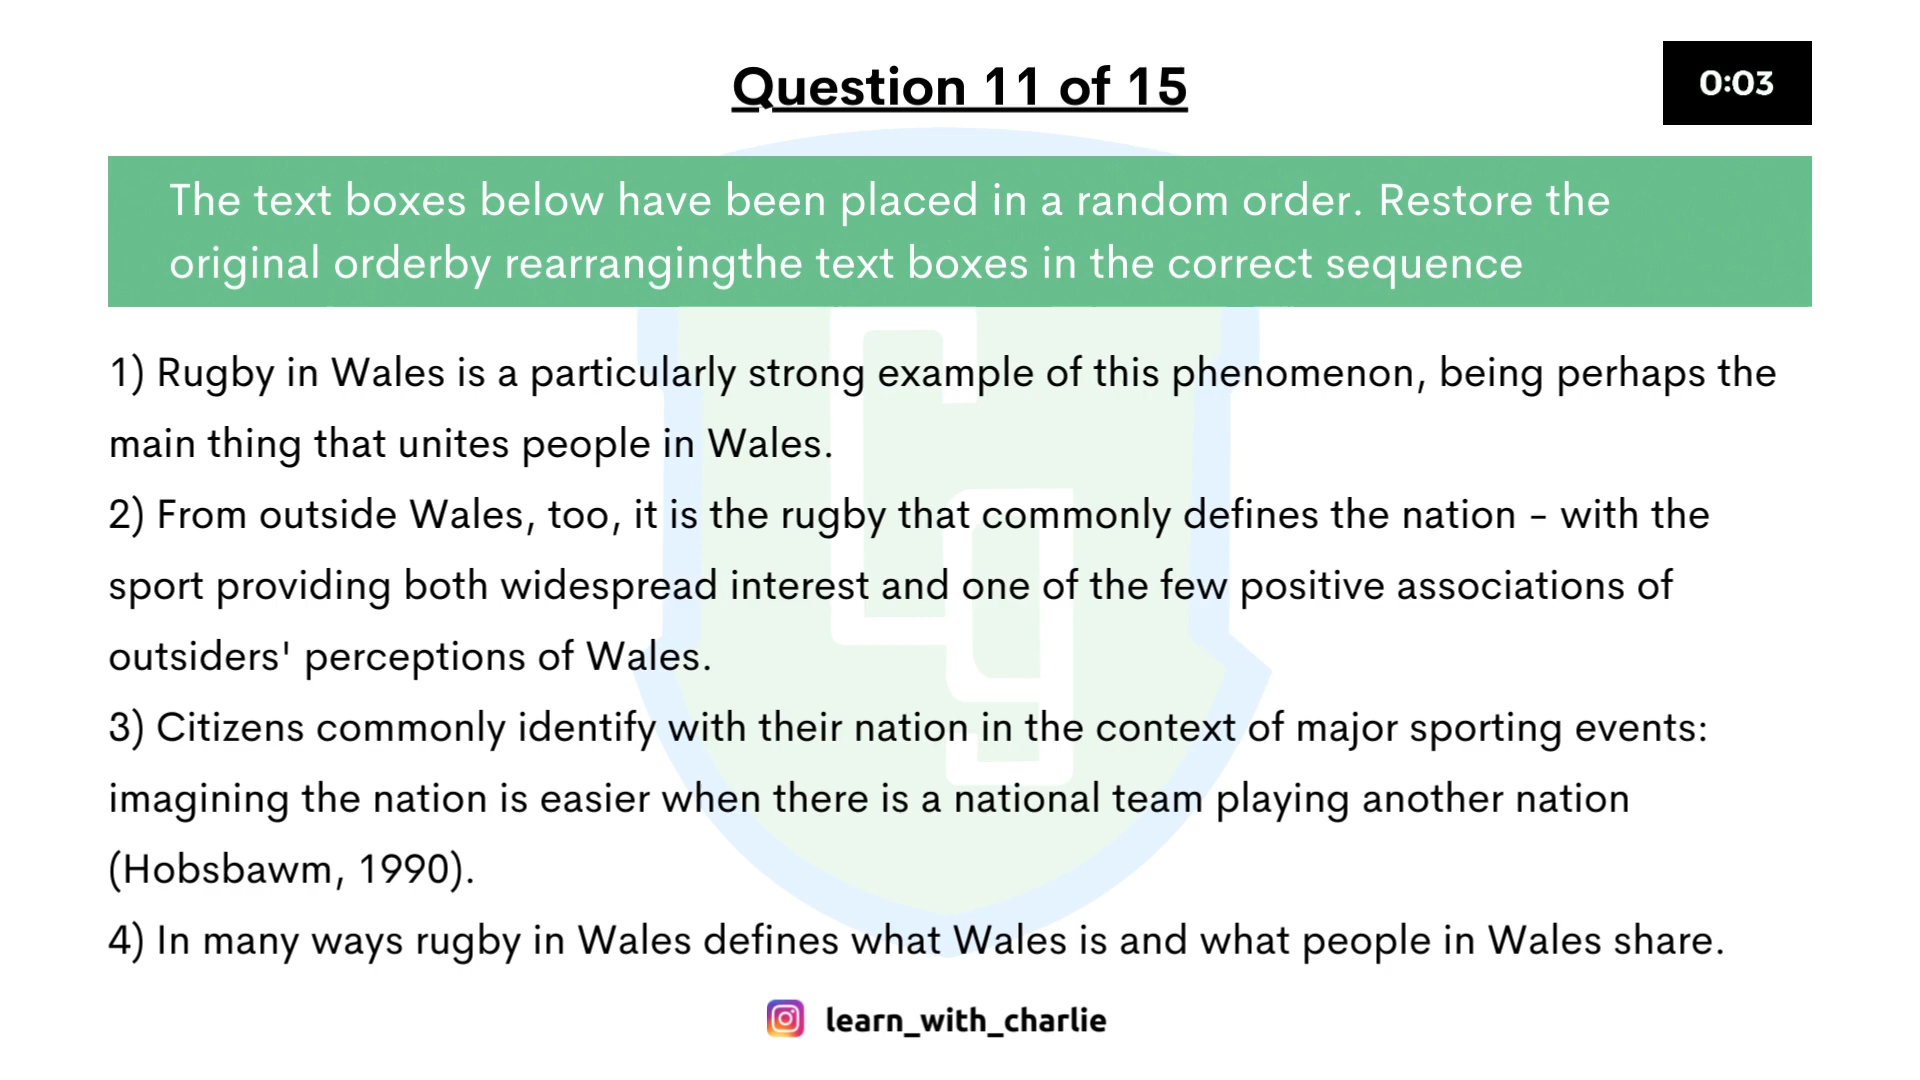 Question 11 of 15
0:03
The text boxes below have been placed in a random order. Restore the
original orderby rearrangingthe text boxes in the correct sequence
1) Rugby in Wales is a particularly strong example of this phenomenon, being perhaps the
main thing that unites people in Wales.
2) From outside Wales, too, it is the rugby that commonly defines the nation - with the
sport providing both widespread interest and one of the few positive associations of
outsiders' perceptions of Wales.
3) Citizens commonly identify with their nation in the context of major sporting events:
imagining the nation is easier when there is a national team playing another nation
(Hobsbawm, 1990).
4) In many ways rugby in Wales defines what Wales is and what people in Wales share.
learn_with_charlie